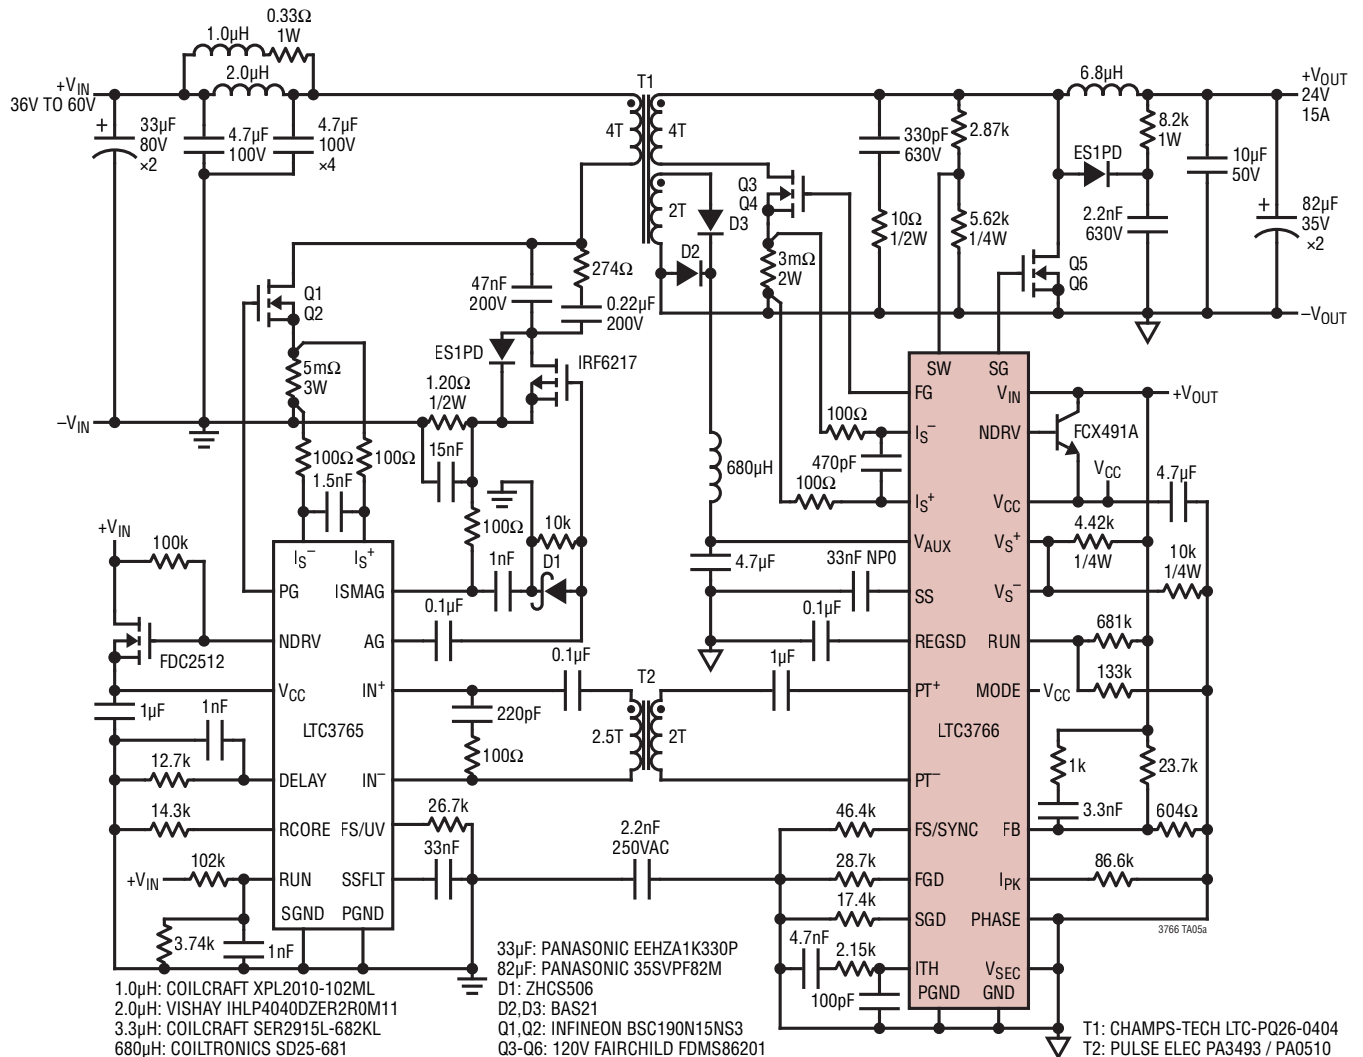 0.33Ω
1W
1.0µH
2.0µH
+VIN
36V TO 60V
33µF
80V
×2
4.7µF
100V
4.7µF
100V
×4
T1
4T
4T
2T
330pF
630V
2.87k
6.8µH
+VOUT
24V
15A
8.2k
1W
ES1PD
10µF
50V
82µF
35V
×2
2.2nF
630V
Q3
Q4
D3
D2
3mΩ
2W
10Ω
1/2W
5.62k
1/4W
Q5
Q6
–VOUT
274Ω
47nF
200V
0.22µF
200V
Q1
Q2
5mΩ
3W
ES1PD
IRF6217
1.20Ω
1/2W
–VIN
15nF
100Ω
100Ω
1.5nF
100Ω
10k
1nF
D1
680µH
100Ω
470pF
100Ω
4.7µF
33nF NP0
0.1µF
SW
SG
FG
VIN
IS–
NDRV
FCX491A
+VOUT
VCC
4.7µF
IS+
VCC
VAUX
VS+
4.42k
1/4W
10k
1/4W
SS
VS–
REGSD
RUN
681k
133k
PT+
MODE
VCC
LTC3766
PT–
1k
23.7k
3.3nF
604Ω
FS/SYNC
FB
46.4k
FGD
IPK
28.7k
86.6k
SGD
PHASE
17.4k
3766 TA05a
4.7nF
2.15k
ITH
VSEC
100pF
PGND
GND
+VIN
100k
FDC2512
IS–
IS+
PG
ISMAG
NDRV
AG
0.1µF
VCC
IN+
0.1µF
T2
1µF
220pF
2.5T
2T
1µF
1nF
LTC3765
100Ω
12.7k
DELAY
IN–
14.3k
RCORE
FS/UV
26.7k
33nF
2.2nF
250VAC
102k
+VIN
RUN
SSFLT
SGND
PGND
3.74k
1nF
1.0µH: COILCRAFT XPL2010-102ML
2.0µH: VISHAY IHLP4040DZER2R0M11
3.3µH: COILCRAFT SER2915L-682KL
680µH: COILTRONICS SD25-681
33µF: PANASONIC EEHZA1K330P
82µF: PANASONIC 35SVPF82M
D1: ZHCS506
D2,D3: BAS21
Q1,Q2: INFINEON BSC190N15NS3
Q3-Q6: 120V FAIRCHILD FDMS86201
T1: CHAMPS-TECH LTC-PQ26-0404
T2: PULSE ELEC PA3493 / PA0510